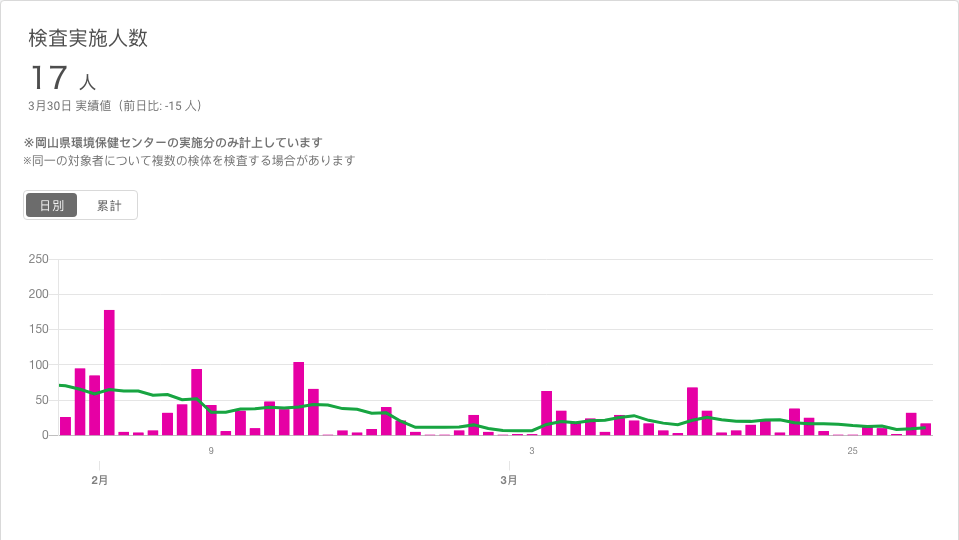 検査実施人数
17 人
3月30日 実績値（前日比: -15 人）
※岡山県環境保健センターの実施分のみ計上しています
※同一の対象者について複数の検体を検査する場合があります
日別 累計
250
200
150
100
50
0
9 3 25
2月 3月